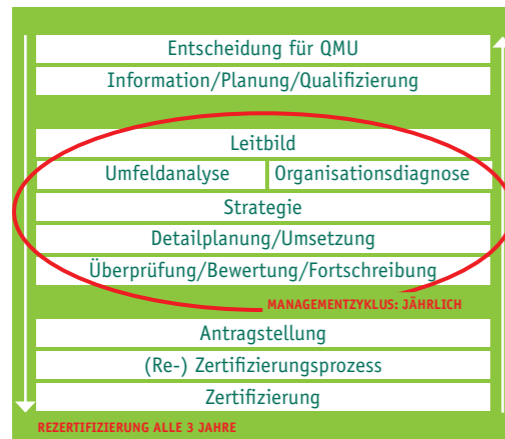 Entscheidung für QMU
Information/Planung/Qualifizierung
Leitbild
Umfeldanalyse
Organisationsdiagnose
Strategie
Detailplanung/Umsetzung
Überprüfung/Bewertung/Fortschreibung
MANAGEMENTZYKLUS: JÄHRLICH
Antragstellung
(Re-) Zertifizierungsprozess
Zertifizierung
REZERTIFIZIERUNG ALLE 3 JAHRE